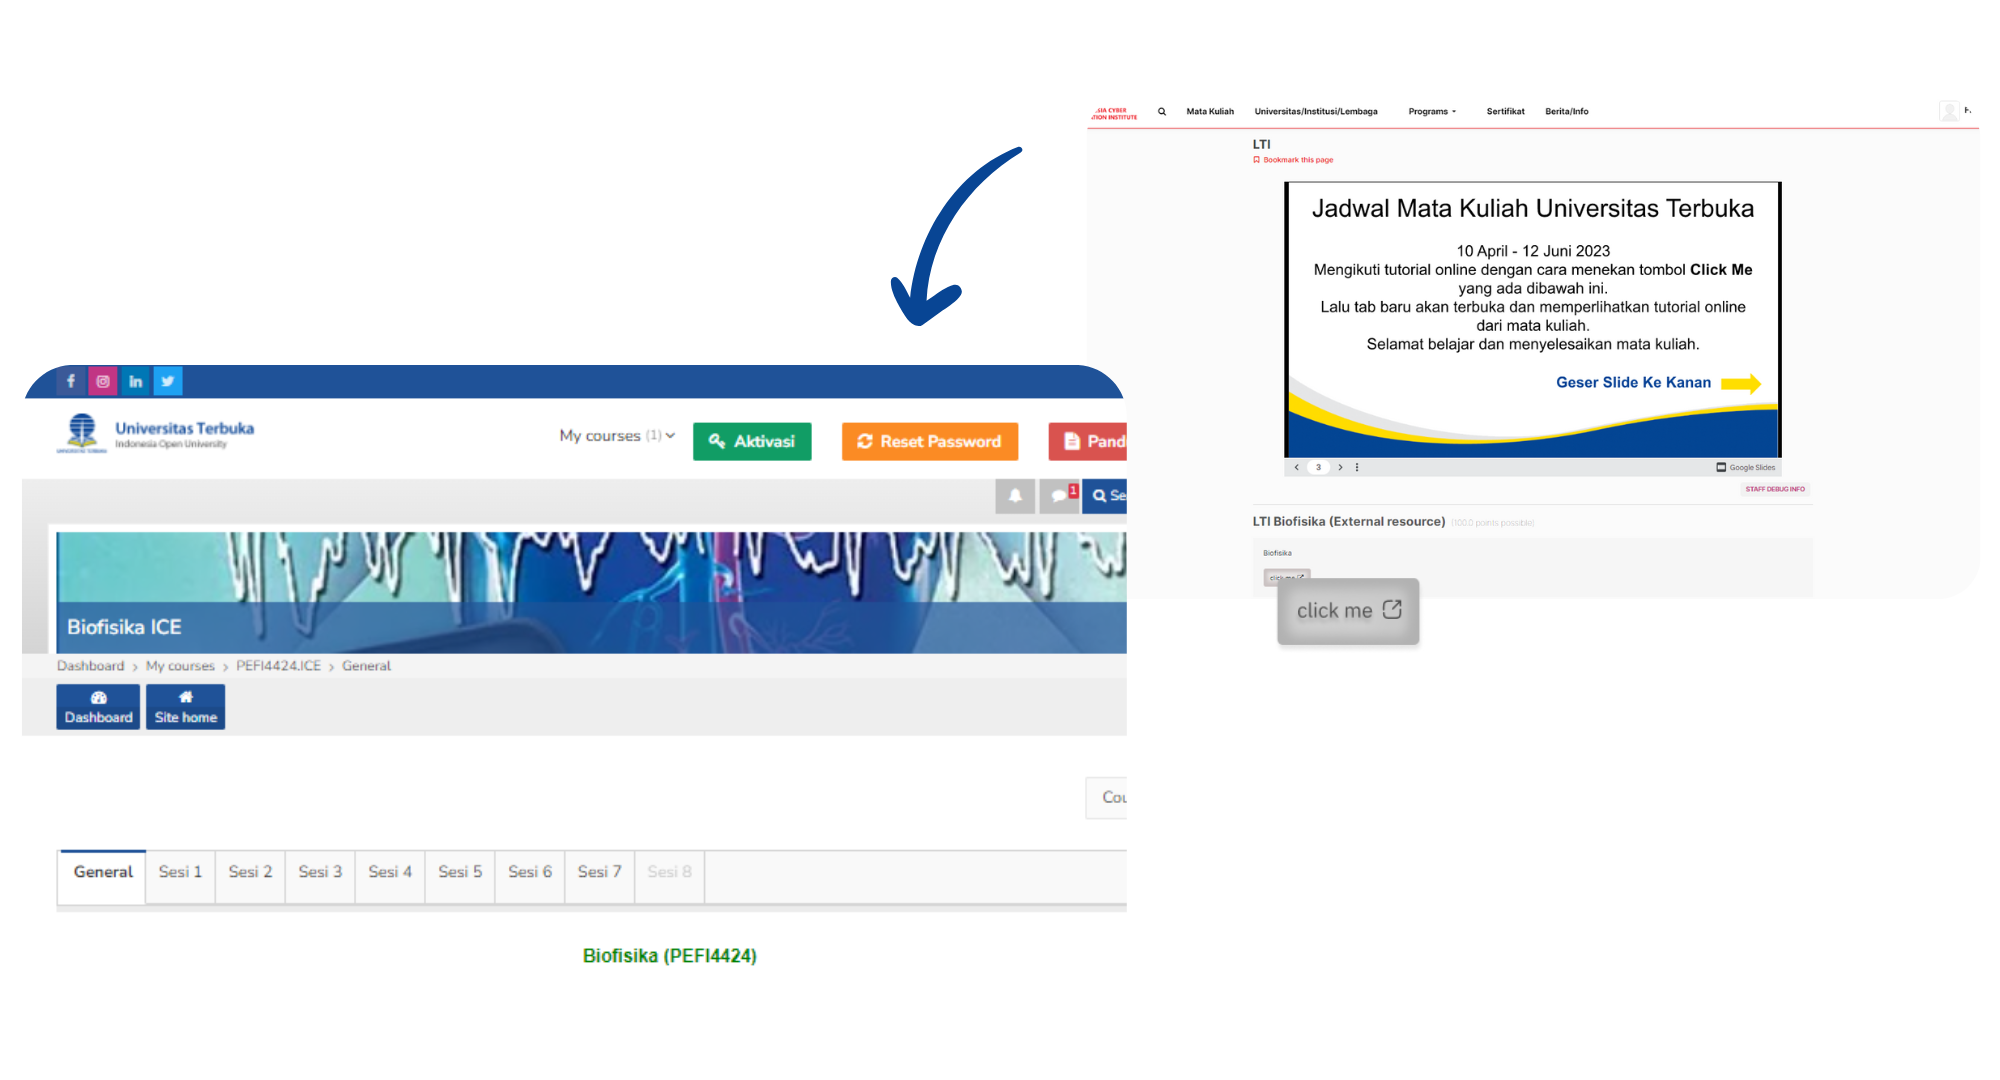 Mata Kuliah Universitas/Institusi/Lembaga Programs Sertifikat Berita/Info
LTI
Bookmark this page
Jadwal Mata Kuliah Universitas Terbuka
10 April - 12 Juni 2023
Mengikuti tutorial online dengan cara menekan tombol Click Me
yang ada dibawah ini.
Lalu tab baru akan terbuka dan memperlihatkan tutorial online
dari mata kuliah.
Selamat belajar dan menyelesaikan mata kuliah.
Geser Slide Ke Kanan
3
Google Slides
STAFF DEBUG INFO
LTI Biofisika (External resource) (100.0 points possible)
Biofisika
click me
Universitas Terbuka
Indonesia Open University
UNIVERSITAS TERBUKA
My courses (1) Aktivasi Reset Password Pand
1 Se
Biofisika ICE
Dashboard > My courses > PEFI4424.ICE > General
Dashboard Site home
Cou
General Sesi 1 Sesi 2 Sesi 3 Sesi 4 Sesi 5 Sesi 6 Sesi 7 Sesi 8
Biofisika (PEFI4424)